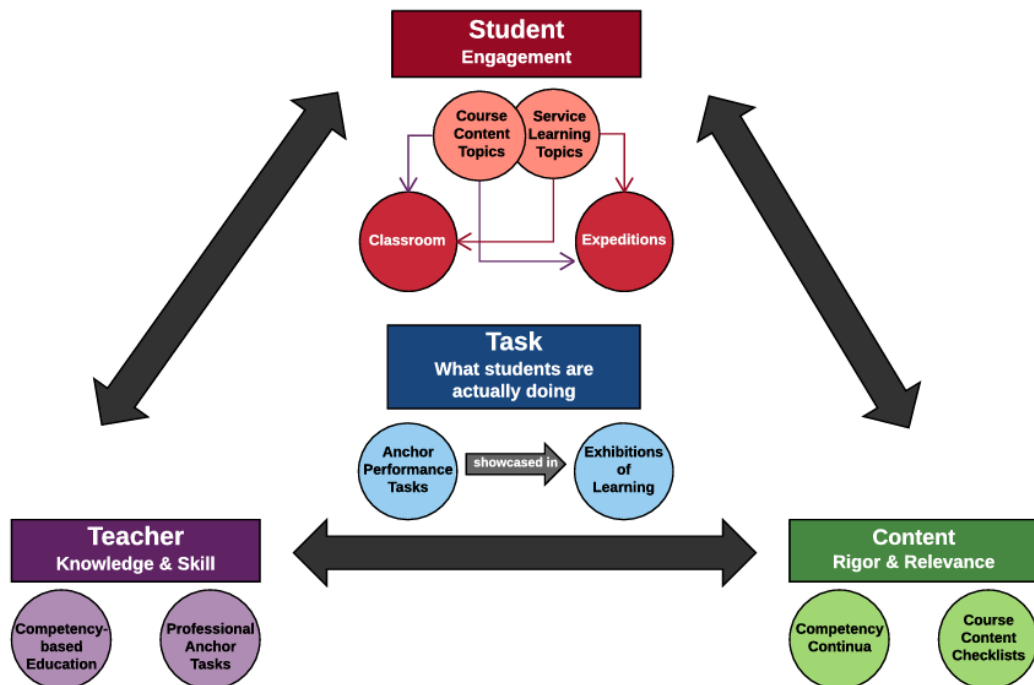 Student
Engagement
Course
Content
Topics
Service
Learning
Topics
Classroom
Expeditions
Task
What students are
actually doing
Anchor
Performance
Tasks
showcased in
Exhibitions
of
Learning
Teacher
Knowledge & Skill
Competency-
based
Education
Professional
Anchor
Tasks
Content
Rigor & Relevance
Competency
Continua
Course
Content
Checklists